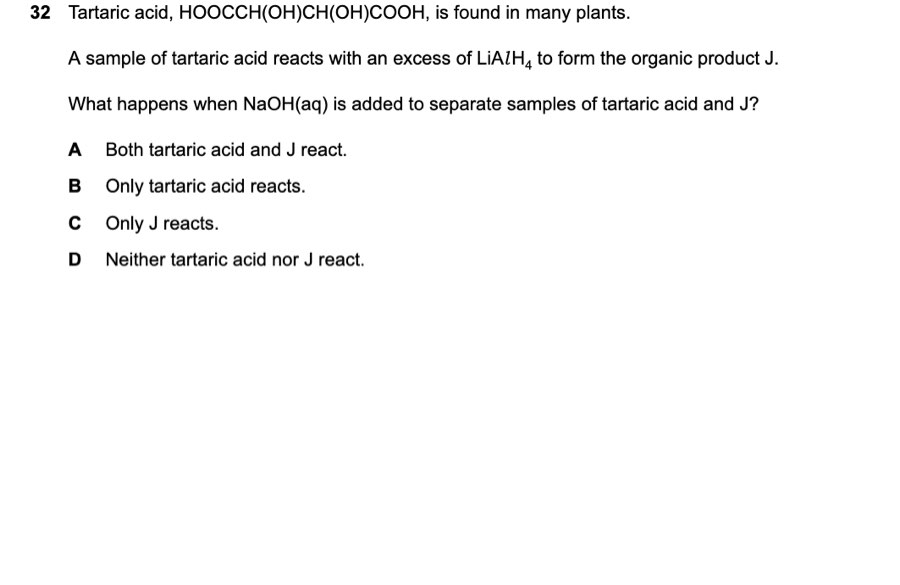 32 Tartaric acid, HOOCCH(OH)CH(OH)COOH, is found in many plants.
A sample of tartaric acid reacts with an excess of LiAlH₄ to form the organic product J.
What happens when NaOH(aq) is added to separate samples of tartaric acid and J?
A Both tartaric acid and J react.
B Only tartaric acid reacts.
C Only J reacts.
D Neither tartaric acid nor J react.